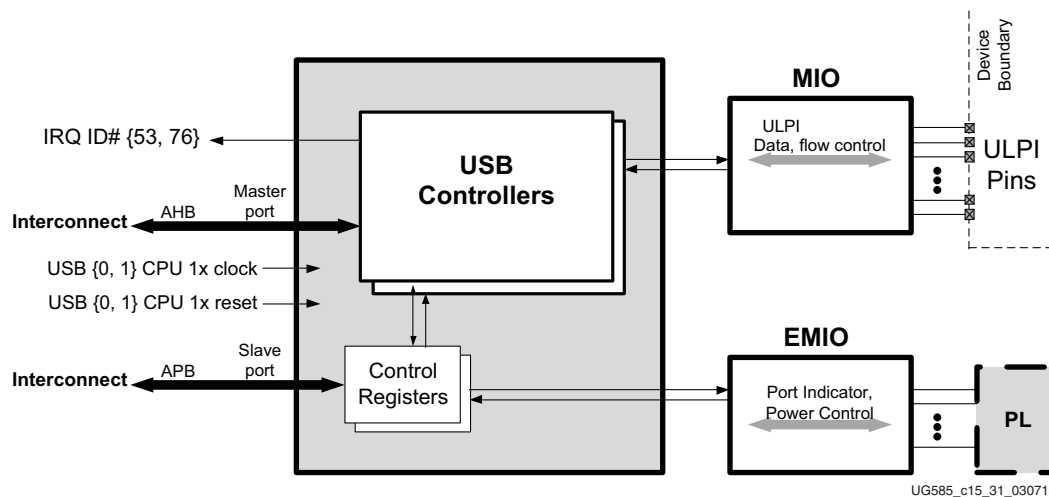 Device
Boundary
MIO
IRQ ID# {53, 76}
USB
Controllers
ULPI
Data, flow control
ULPI
Pins
Master
port
Interconnect
AHB
USB {0, 1} CPU 1x clock
USB {0, 1} CPU 1x reset
EMIO
Slave
port
Interconnect
APB
Control
Registers
Port Indicator,
Power Control
PL
UG585_c15_31_03071